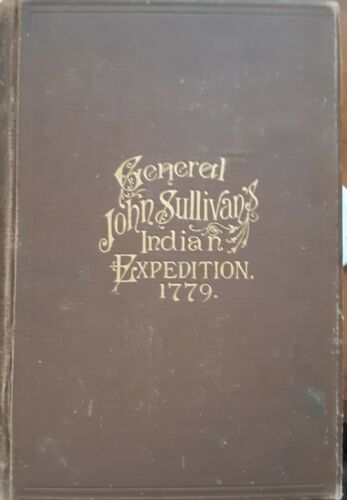 General
John Sullivan's
Indian
EXPEDITION.
1779.